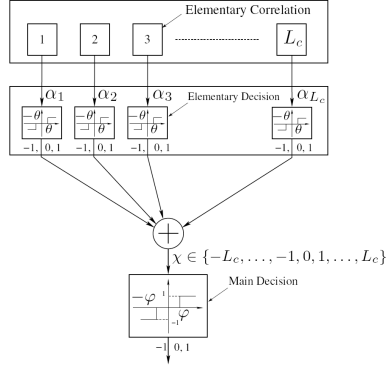 Elementary Correlation
1 2 3 L_c
α_1 α_2 α_3 α_{L_c}
Elementary Decision
−θ −θ −θ −θ
θ θ θ θ
−1, 0, 1 −1, 0, 1 −1, 0, 1 −1, 0, 1
+
χ ∈ {−L_c, . . . , −1, 0, 1, . . . , L_c}
Main Decision
−φ 1
−1 φ
−1 0, 1